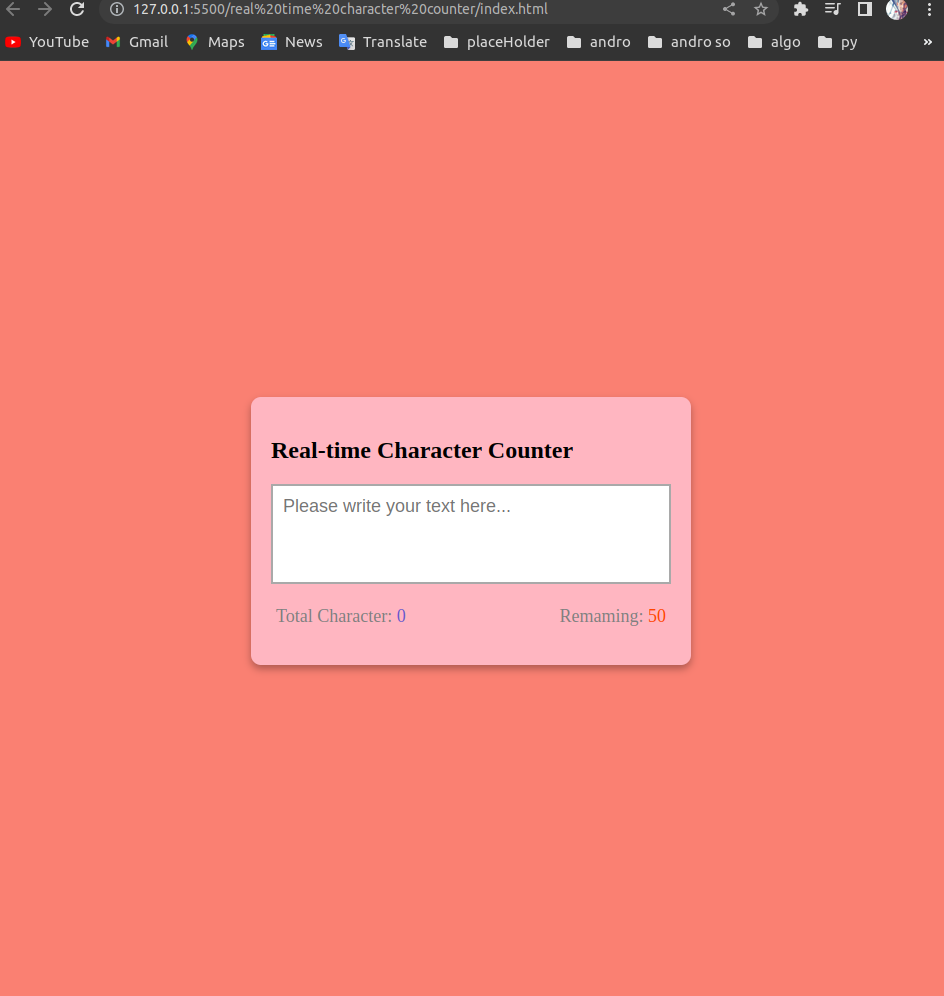 127.0.0.1:5500/real%20time%20character%20counter/index.html
YouTube Gmail Maps News Translate placeHolder andro andro so algo py »
Real-time Character Counter
Please write your text here...
Total Character: 0 Remaming: 50